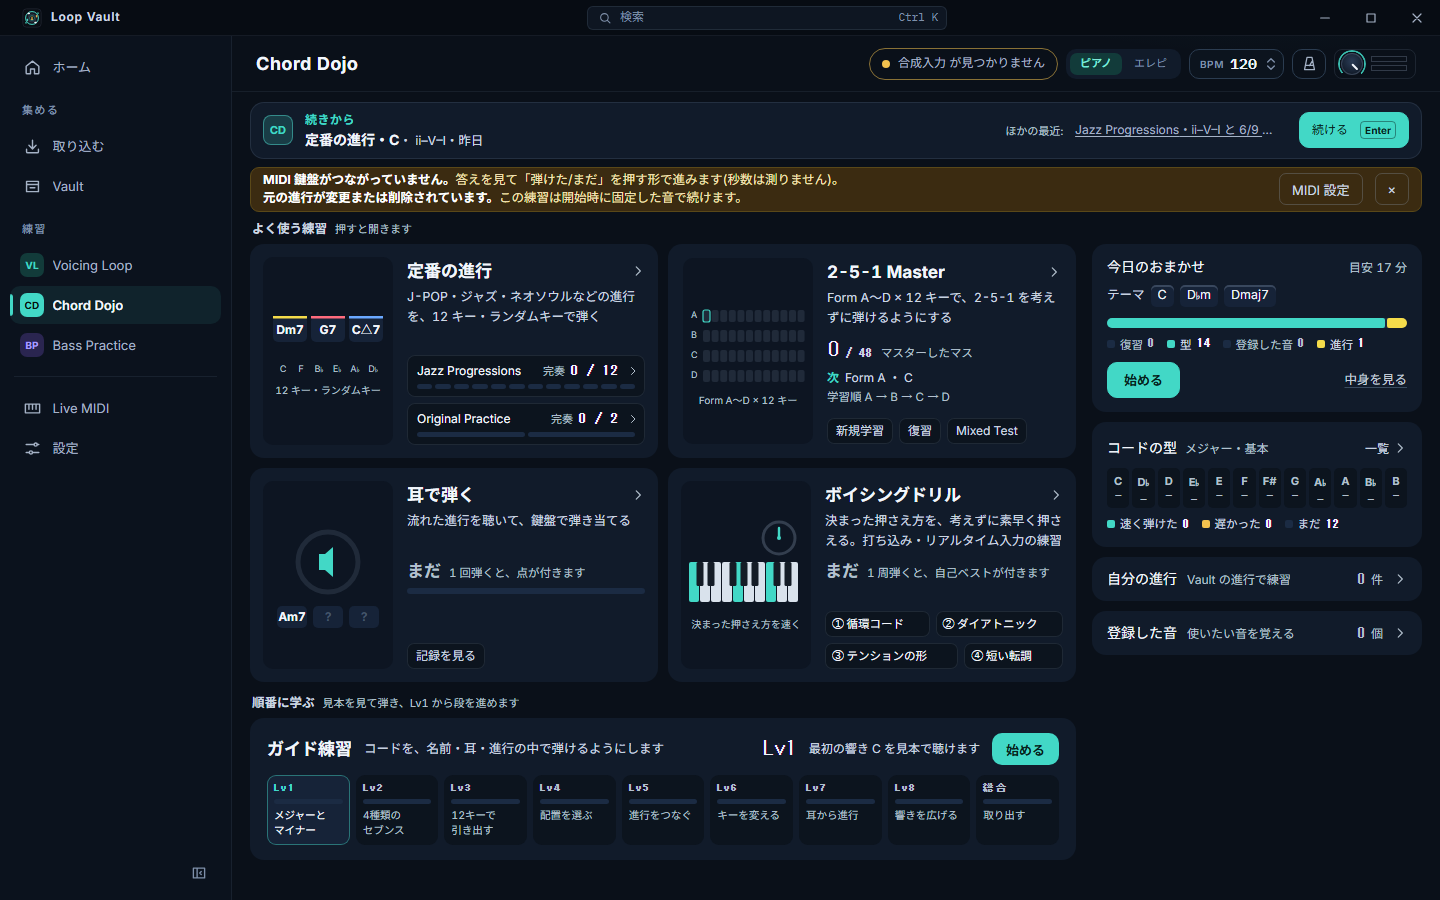 Loop Vault
検索
Ctrl K
ホーム
集める
取り込む
Vault
練習
VL Voicing Loop
CD Chord Dojo
BP Bass Practice
Live MIDI
設定
Chord Dojo
合成入力 が見つかりません
ピアノ エレピ
BPM 120
CD
続きから
定番の進行・C・ ii–V–I・昨日
ほかの最近: Jazz Progressions・ii–V–I と 6/9 ...
続ける Enter
MIDI 鍵盤がつながっていません。答えを見て「弾けた/まだ」を押す形で進みます(秒数は測りません)。
元の進行が変更または削除されています。この練習は開始時に固定した音で続けます。
MIDI 設定 ×
よく使う練習 押すと開きます
Dm7 G7 C△7
C F B♭ E♭ A♭ D♭
12 キー・ランダムキー
定番の進行
J-POP・ジャズ・ネオソウルなどの進行
を、12 キー・ランダムキーで弾く
Jazz Progressions 完奏 0 / 12
Original Practice 完奏 0 / 2
A
B
C
D
Form A〜D × 12 キー
2-5-1 Master
Form A〜D × 12 キーで、2-5-1 を考え
ずに弾けるようにする
0 / 48 マスターしたマス
次 Form A ・ C
学習順 A → B → C → D
新規学習 復習 Mixed Test
Am7 ? ?
耳で弾く
流れた進行を聴いて、鍵盤で弾き当てる
まだ 1 回弾くと、点が付きます
記録を見る
決まった押さえ方を速く
ボイシングドリル
決まった押さえ方を、考えずに素早く押さ
える。打ち込み・リアルタイム入力の練習
まだ 1 周弾くと、自己ベストが付きます
① 循環コード ② ダイアトニック
③ テンションの形 ④ 短い転調
今日のおまかせ 目安 17 分
テーマ C D♭m Dmaj7
復習 0 型 14 登録した音 0 進行 1
始める 中身を見る
コードの型 メジャー・基本 一覧
C D♭ D E♭ E F F# G A♭ A B♭ B
– – – – – – – – – – – –
速く弾けた 0 遅かった 0 まだ 12
自分の進行 Vault の進行で練習 0 件
登録した音 使いたい音を覚える 0 個
順番に学ぶ 見本を見て弾き、Lv1 から段を進めます
ガイド練習 コードを、名前・耳・進行の中で弾けるようにします
Lv1 最初の響き C を見本で聴けます 始める
Lv1
メジャーと
マイナー
Lv2
4種類の
セブンス
Lv3
12キーで
引き出す
Lv4
配置を選ぶ
Lv5
進行をつなぐ
Lv6
キーを変える
Lv7
耳から進行
Lv8
響きを広げる
総合
取り出す